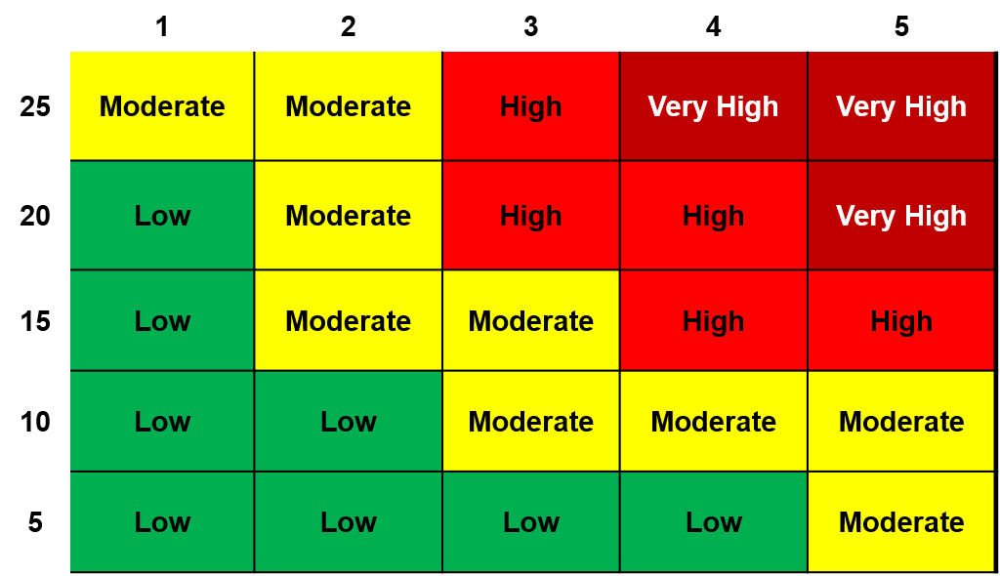 1 2 3 4 5
25 Moderate Moderate High Very High Very High
20 Low Moderate High High Very High
15 Low Moderate Moderate High High
10 Low Low Moderate Moderate Moderate
5 Low Low Low Low Moderate